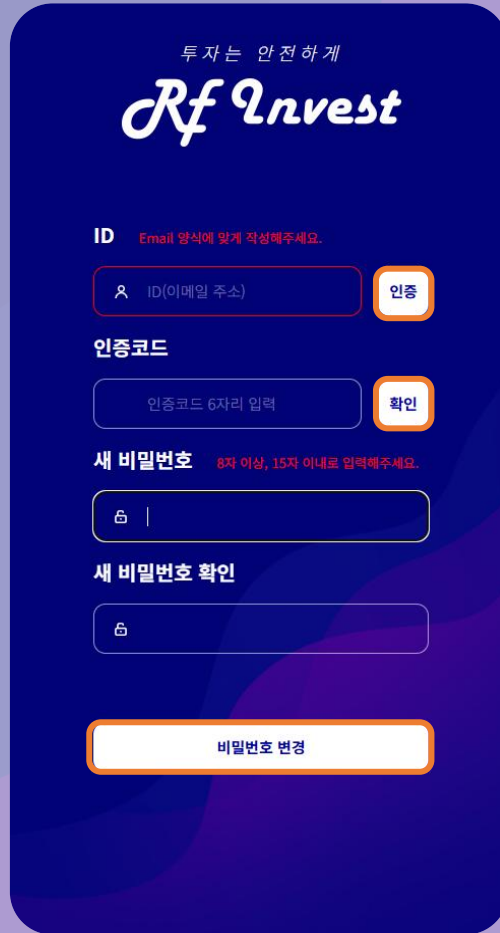 투자는 안전하게
Rf Invest
ID Email 양식에 맞게 작성해주세요.
ID(이메일 주소) 인증
인증코드
인증코드 6자리 입력 확인
새 비밀번호 8자 이상, 15자 이내로 입력해주세요.
새 비밀번호 확인
비밀번호 변경